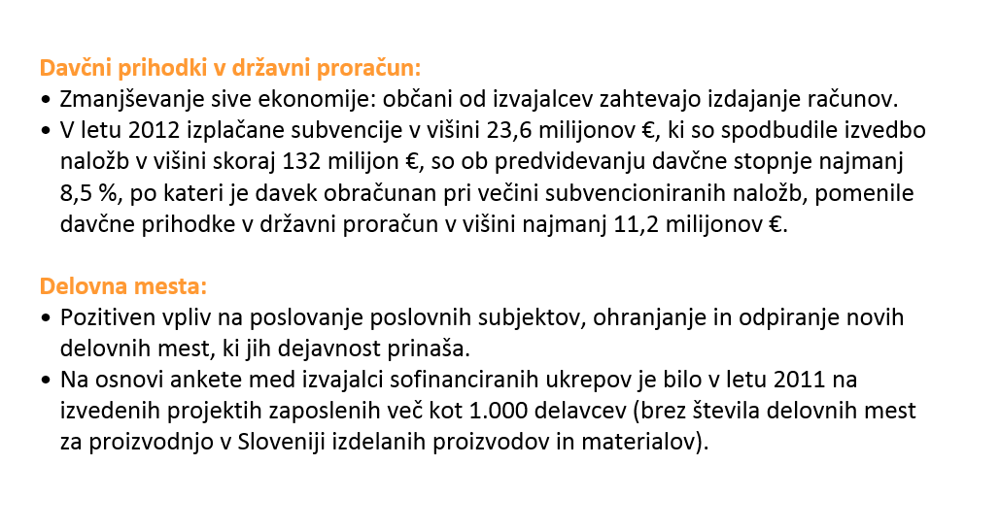 Davčni prihodki v državni proračun:
• Zmanjševanje sive ekonomije: občani od izvajalcev zahtevajo izdajanje računov.
• V letu 2012 izplačane subvencije v višini 23,6 milijonov €, ki so spodbudile izvedbo
naložb v višini skoraj 132 milijon €, so ob predvidevanju davčne stopnje najmanj
8,5 %, po kateri je davek obračunan pri večini subvencioniranih naložb, pomenile
davčne prihodke v državni proračun v višini najmanj 11,2 milijonov €.
Delovna mesta:
• Pozitiven vpliv na poslovanje poslovnih subjektov, ohranjanje in odpiranje novih
delovnih mest, ki jih dejavnost prinaša.
• Na osnovi ankete med izvajalci sofinanciranih ukrepov je bilo v letu 2011 na
izvedenih projektih zaposlenih več kot 1.000 delavcev (brez števila delovnih mest
za proizvodnjo v Sloveniji izdelanih proizvodov in materialov).